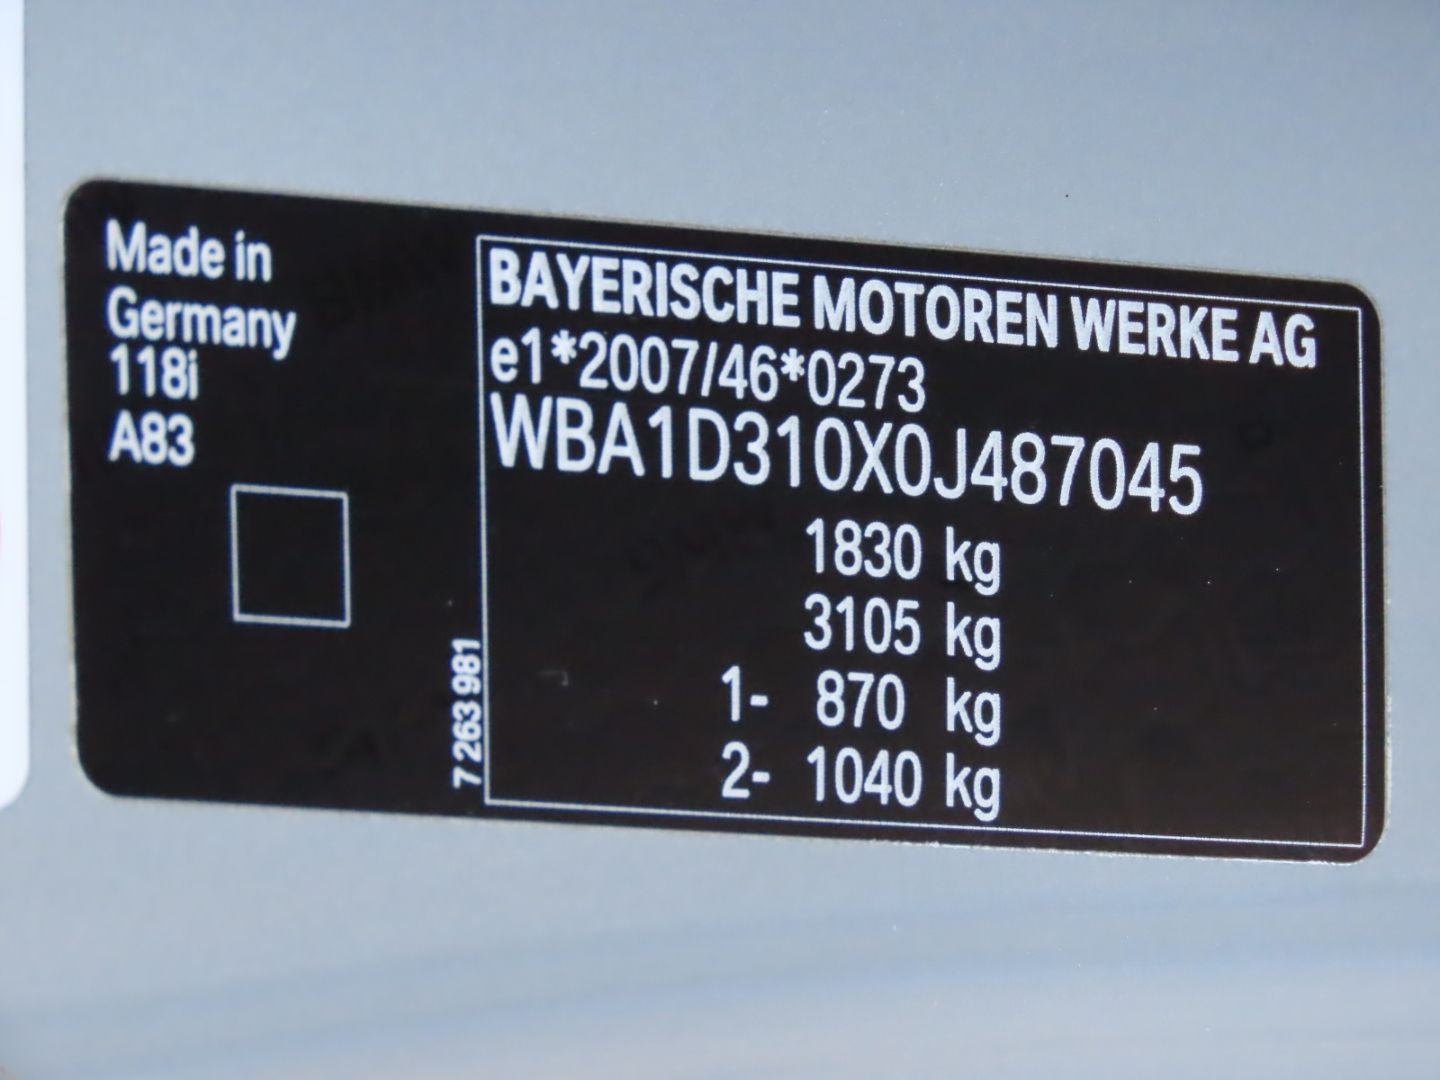 Made in
Germany
118i
A83
7 263 981
BAYERISCHE MOTOREN WERKE AG
e1*2007/46*0273
WBA1D310X0J487045
1830 kg
3105 kg
1- 870 kg
2- 1040 kg